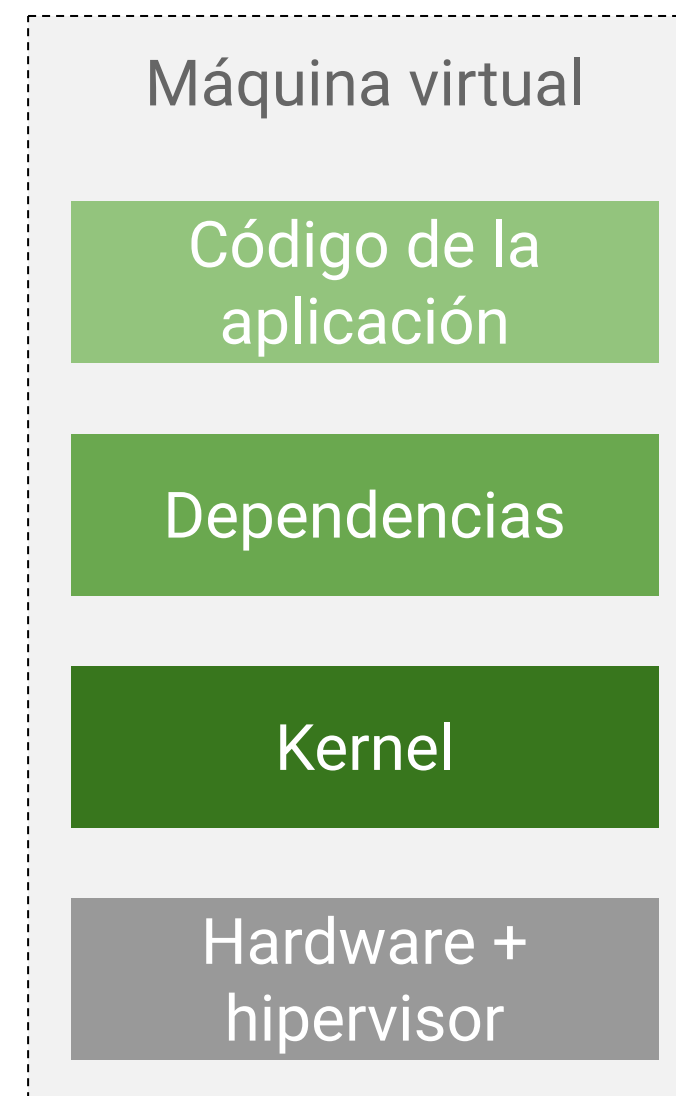 Máquina virtual
Código de la
aplicación
Dependencias
Kernel
Hardware +
hipervisor